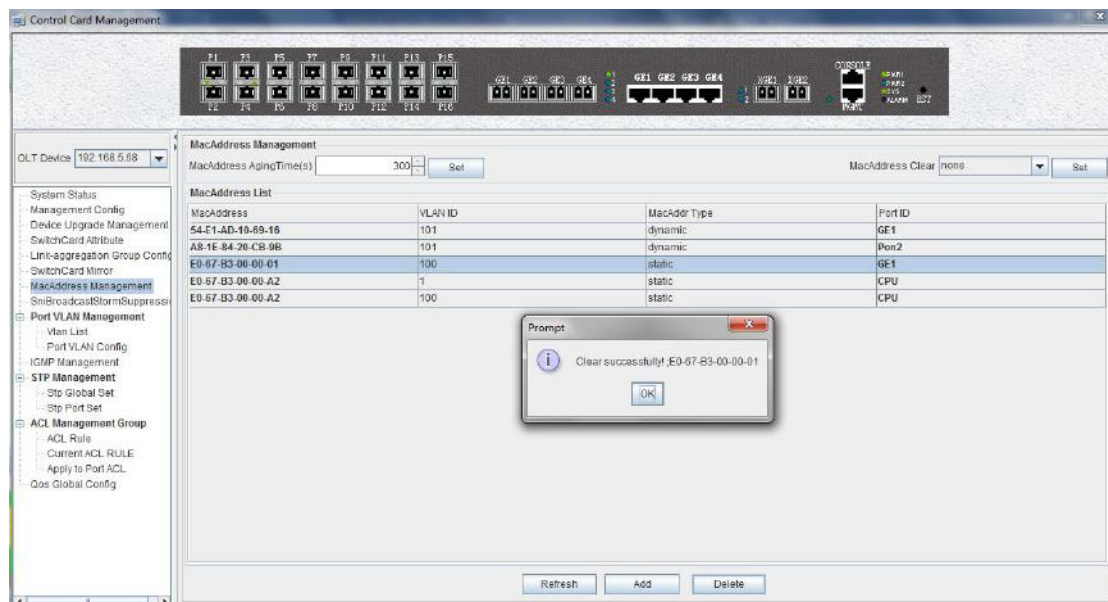 Control Card Management
P1 P3 P5 P7 P9 P11 P13 P15
GE1 GE2 GE3 GE4 GE1 GE2 GE3 GE4 XGE1 XGE2 CONSOLE
P2 P4 P6 P8 P10 P12 P14 P16 MGMT ALARM RST
OLT Device 192.168.5.68
System Status
Management Config
Device Upgrade Management
SwitchCard Attribute
Link-aggregation Group Config
SwitchCard Mirror
MacAddress Management
SniBroadcastStormSuppressi
Port VLAN Management
Vlan List
Port VLAN Config
IGMP Management
STP Management
Stp Global Set
Stp Port Set
ACL Management Group
ACL Rule
Current ACL RULE
Apply to Port ACL
Qos Global Config
MacAddress Management
MacAddress AgingTime(s) 300 Set MacAddress Clear none Set
MacAddress List
MacAddress VLAN ID MacAddr Type Port ID
54-E1-AD-10-69-16 101 dynamic GE1
A8-1E-84-20-CB-9B 101 dynamic Pon2
E0-67-B3-00-00-01 100 static GE1
E0-67-B3-00-00-A2 1 static CPU
E0-67-B3-00-00-A2 100 static CPU
Prompt
Clear successfully! ;E0-67-B3-00-00-01
OK
Refresh Add Delete